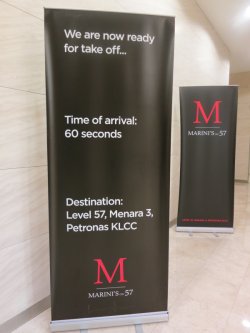 We are now ready
for take off...
Time of arrival:
60 seconds
Destination:
Level 57, Menara 3,
Petronas KLCC
M
MARINI'S on 57
M
MARINI'S on 57